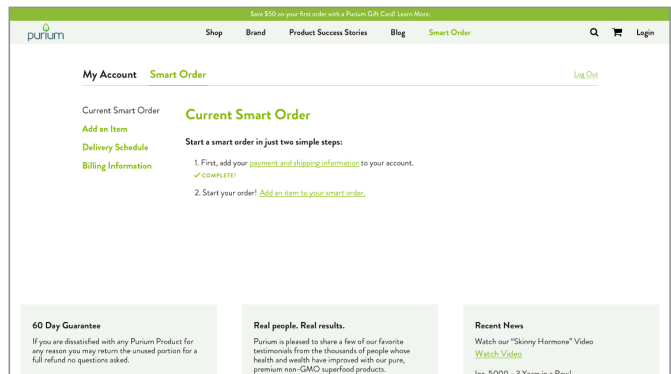 Save $50 on your first order with a Purium Gift Card! Learn More.
purium
Shop Brand Product Success Stories Blog Smart Order Login
My Account Smart Order Log Out
Current Smart Order
Add an Item
Delivery Schedule
Billing Information
Current Smart Order
Start a smart order in just two simple steps:
1. First, add your payment and shipping information to your account.
✓ COMPLETE!
2. Start your order! Add an item to your smart order.
60 Day Guarantee
If you are dissatisfied with any Purium Product for
any reason you may return the unused portion for a
full refund no questions asked.
Real people. Real results.
Purium is pleased to share a few of our favorite
testimonials from the thousands of people whose
health and wealth have improved with our pure,
premium non-GMO superfood products.
Recent News
Watch our "Skinny Hormone" Video
Watch Video
Inc. 5000 - 3 Years in a Row!